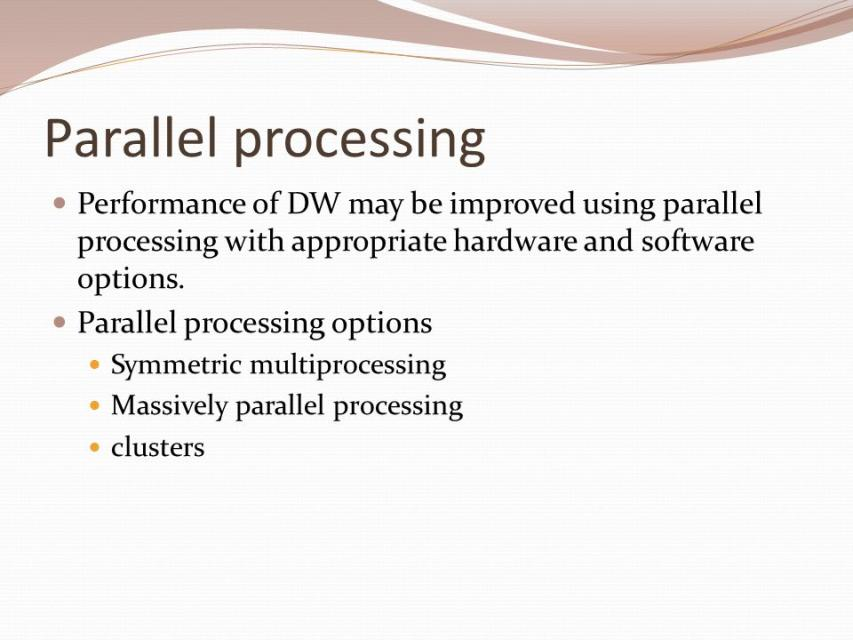 Parallel processing
• Performance of DW may be improved using parallel
processing with appropriate hardware and software
options.
• Parallel processing options
• Symmetric multiprocessing
• Massively parallel processing
• clusters